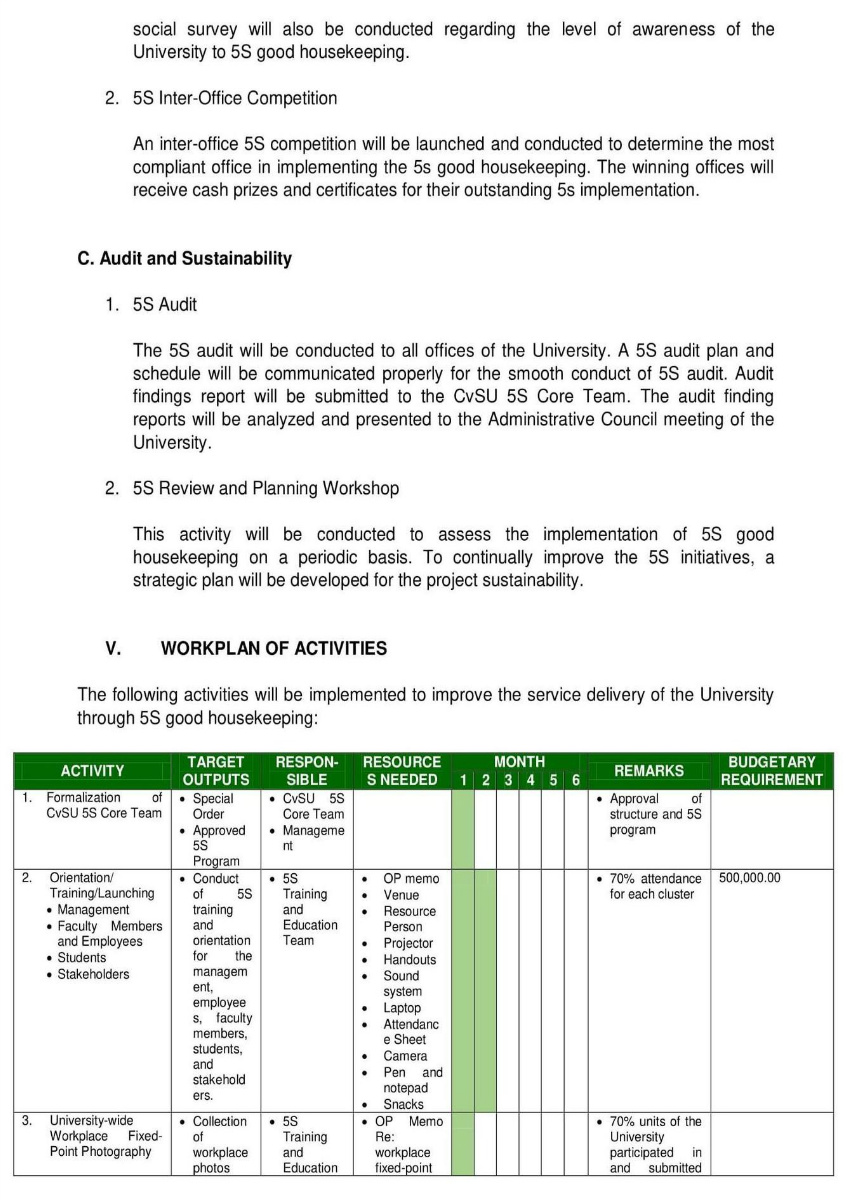 social survey will also be conducted regarding the level of awareness of the
University to 5S good housekeeping.
2. 5S Inter-Office Competition
An inter-office 5S competition will be launched and conducted to determine the most
compliant office in implementing the 5s good housekeeping. The winning offices will
receive cash prizes and certificates for their outstanding 5s implementation.
C. Audit and Sustainability
1. 5S Audit
The 5S audit will be conducted to all offices of the University. A 5S audit plan and
schedule will be communicated properly for the smooth conduct of 5S audit. Audit
findings report will be submitted to the CvSU 5S Core Team. The audit finding
reports will be analyzed and presented to the Administrative Council meeting of the
University.
2. 5S Review and Planning Workshop
This activity will be conducted to assess the implementation of 5S good
housekeeping on a periodic basis. To continually improve the 5S initiatives, a
strategic plan will be developed for the project sustainability.
V. WORKPLAN OF ACTIVITIES
The following activities will be implemented to improve the service delivery of the University
through 5S good housekeeping:
ACTIVITY
TARGET
OUTPUTS
RESPON-
SIBLE
RESOURCE
S NEEDED
MONTH
1 2 3 4 5 6
REMARKS
BUDGETARY
REQUIREMENT
1. Formalization of
CvSU 5S Core Team
• Special
Order
• Approved
5S
Program
• CvSU 5S
Core Team
• Manageme
nt
• Approval of
structure and 5S
program
2. Orientation/
Training/Launching
• Management
• Faculty Members
and Employees
• Students
• Stakeholders
• Conduct
of 5S
training
and
orientation
for the
managem
ent,
employee
s, faculty
members,
students,
and
stakehold
ers.
• 5S
Training
and
Education
Team
• OP memo
• Venue
• Resource
Person
• Projector
• Handouts
• Sound
system
• Laptop
• Attendanc
e Sheet
• Camera
• Pen and
notepad
• Snacks
• 70% attendance
for each cluster
500,000.00
3. University-wide
Workplace Fixed-
Point Photography
• Collection
of
workplace
photos
• 5S
Training
and
Education
• OP Memo
Re:
workplace
fixed-point
• 70% units of the
University
participated in
and submitted